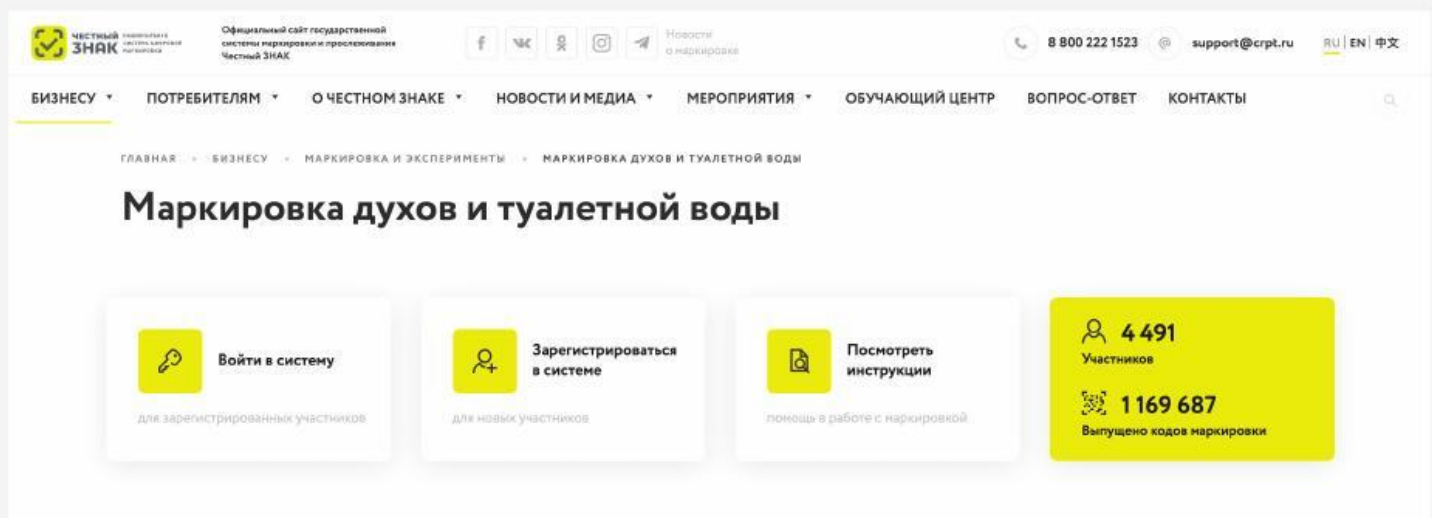 ЧЕСТНЫЙ
ЗНАК
Официальный сайт государственной
системы маркировки и прослеживания
Честный ЗНАК
Новости
о маркировке
8 800 222 1523
@
support@crpt.ru
RU | EN | 中文
БИЗНЕСУ
ПОТРЕБИТЕЛЯМ
О ЧЕСТНОМ ЗНАКЕ
НОВОСТИ И МЕДИА
МЕРОПРИЯТИЯ
ОБУЧАЮЩИЙ ЦЕНТР
ВОПРОС-ОТВЕТ
КОНТАКТЫ
ГЛАВНАЯ
БИЗНЕСУ
МАРКИРОВКА И ЭКСПЕРИМЕНТЫ
МАРКИРОВКА ДУХОВ И ТУАЛЕТНОЙ ВОДЫ
Маркировка духов и туалетной воды
Войти в систему
для зарегистрированных участников
Зарегистрироваться
в системе
для новых участников
Посмотреть
инструкции
помощь в работе с маркировкой
4 491
Участников
1 169 687
Выпущено кодов маркировки